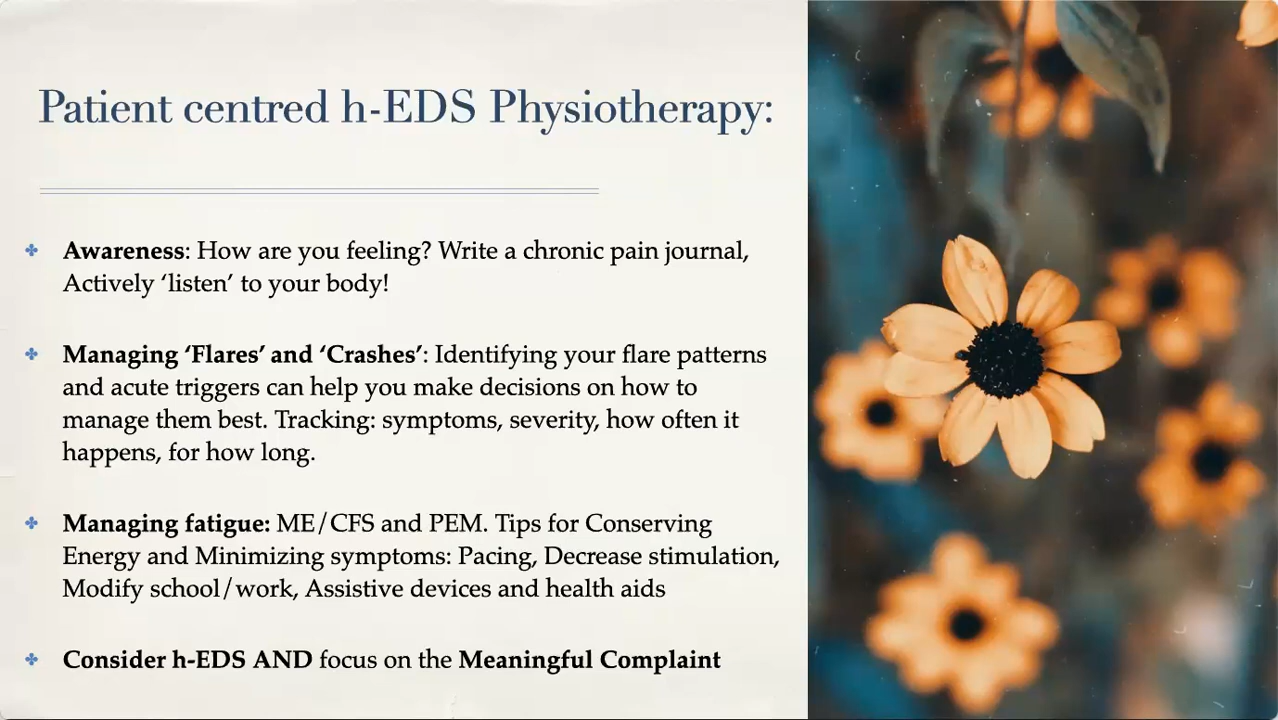 Patient centred h-EDS Physiotherapy:
Awareness: How are you feeling? Write a chronic pain journal,
Actively ‘listen’ to your body!
Managing ‘Flares’ and ‘Crashes’: Identifying your flare patterns
and acute triggers can help you make decisions on how to
manage them best. Tracking: symptoms, severity, how often it
happens, for how long.
Managing fatigue: ME/CFS and PEM. Tips for Conserving
Energy and Minimizing symptoms: Pacing, Decrease stimulation,
Modify school/work, Assistive devices and health aids
Consider h-EDS AND focus on the Meaningful Complaint